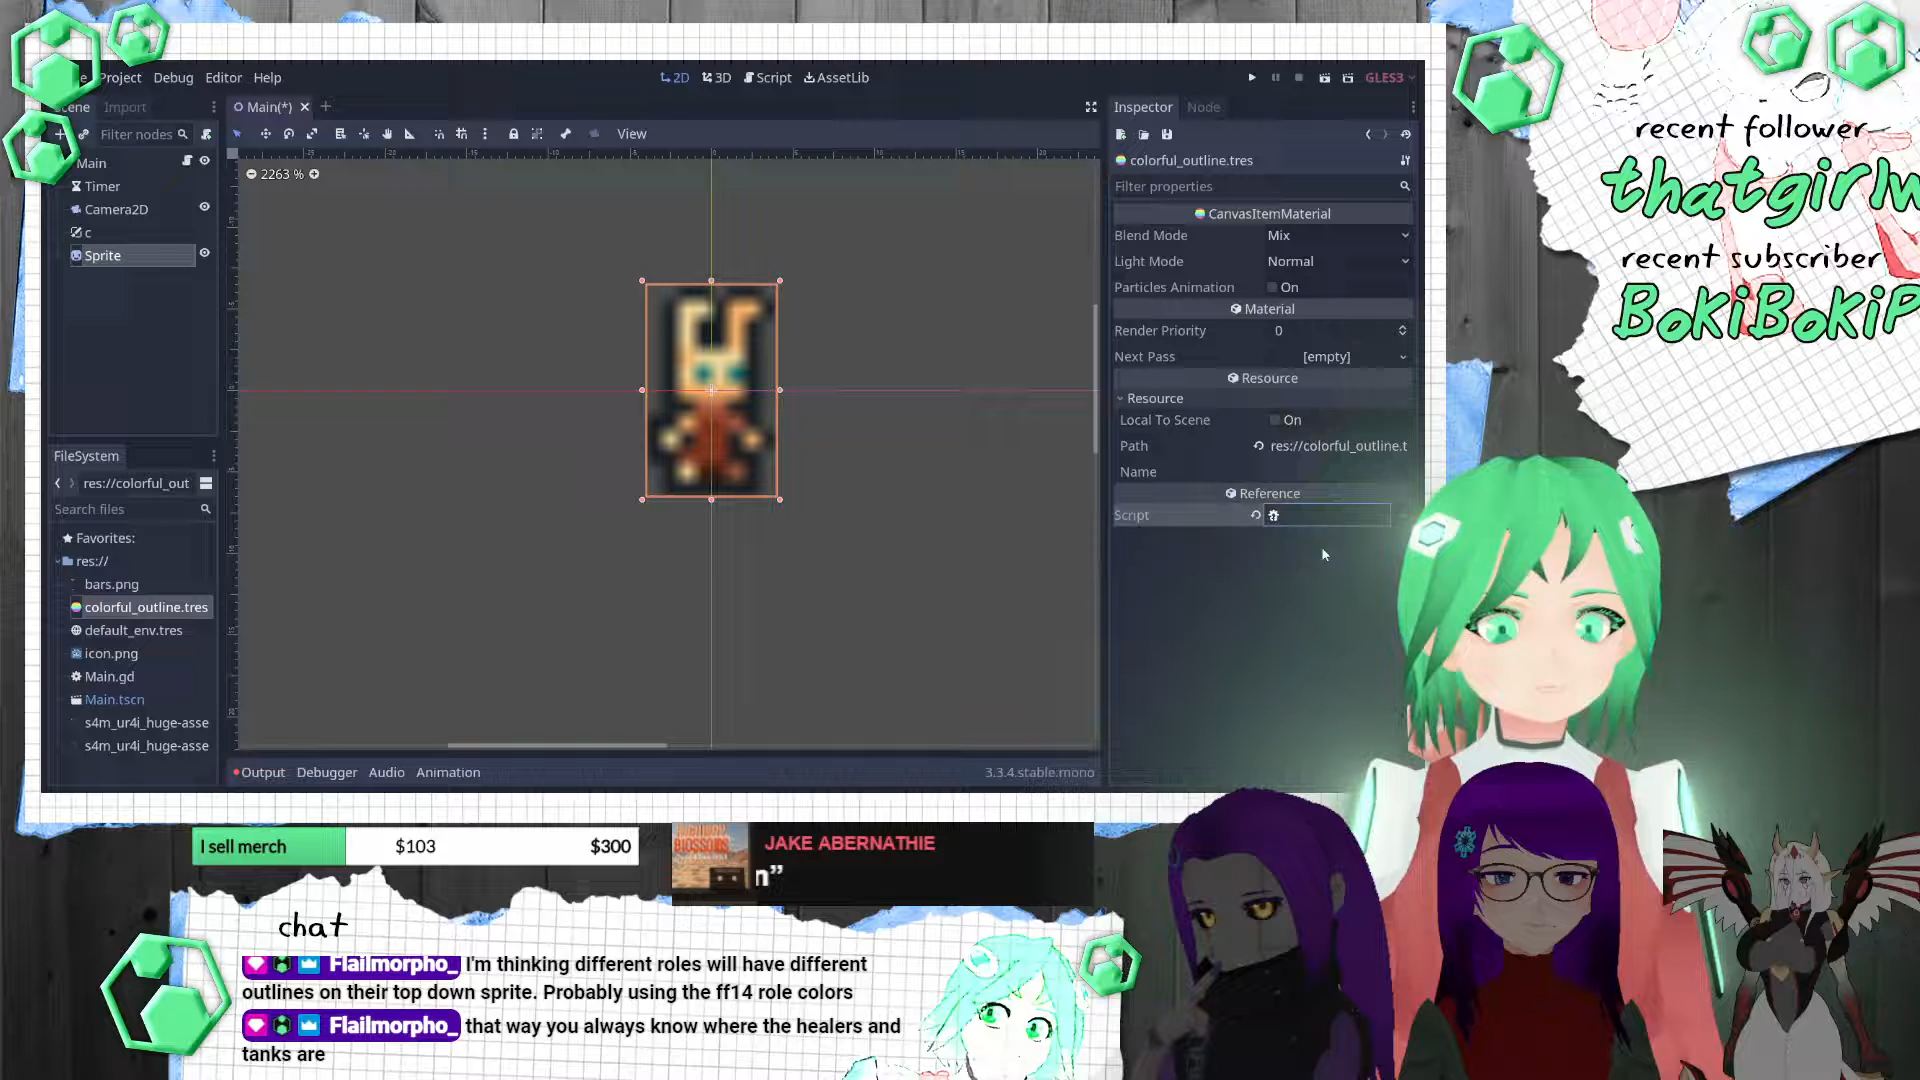 Project Debug Editor Help
2D 3D Script AssetLib
GLES3
Scene Import
Main(*)
Inspector Node
Filter nodes
View
Main
Timer
Camera2D
c
Sprite
2263 %
colorful_outline.tres
Filter properties
CanvasItemMaterial
Blend Mode Mix
Light Mode Normal
Particles Animation On
Material
Render Priority 0
Next Pass [empty]
Resource
Resource
Local To Scene On
Path res://colorful_outline.t
Name
Reference
Script
FileSystem
res://colorful_out
Search files
Favorites:
res://
bars.png
colorful_outline.tres
default_env.tres
icon.png
Main.gd
Main.tscn
s4m_ur4i_huge-asse
s4m_ur4i_huge-asse
Output Debugger Audio Animation
3.3.4.stable.mono
recent follower
thatgirlw
recent subscriber
BokiBokiP
I sell merch $103 $300
JAKE ABERNATHIE
n”
chat
Flailmorpho_ I'm thinking different roles will have different
outlines on their top down sprite. Probably using the ff14 role colors
Flailmorpho_ that way you always know where the healers and
tanks are